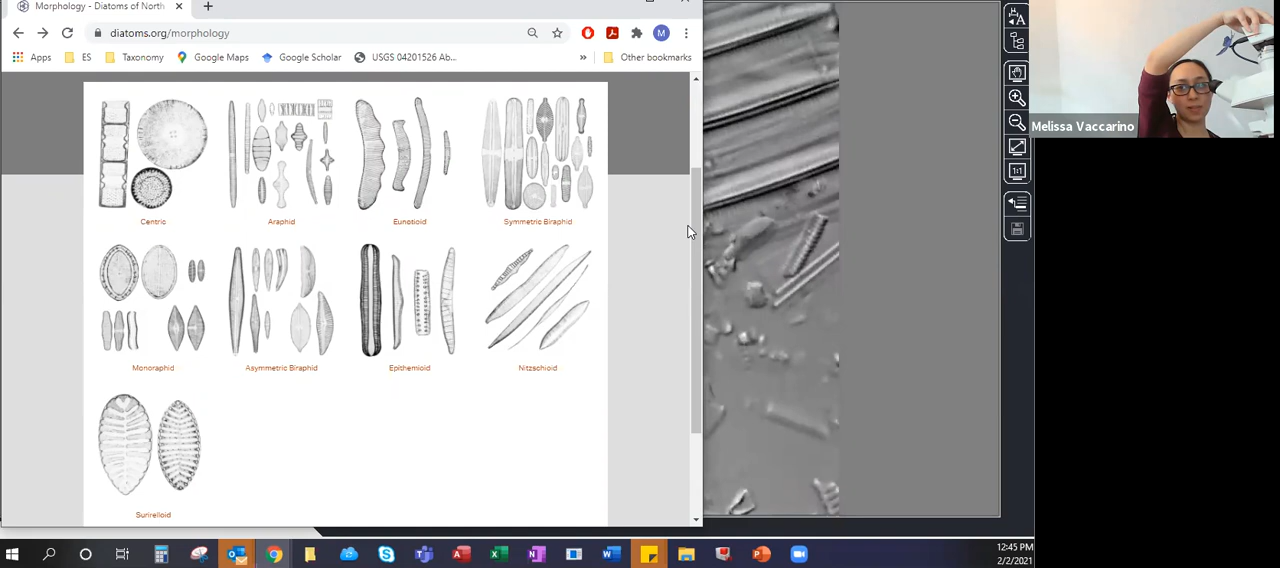 Morphology - Diatoms of North
diatoms.org/morphology
M
Apps ES Taxonomy Google Maps Google Scholar USGS 04201526 Ab... » Other bookmarks
Melissa Vaccarino
1:1
Centric Araphid Eunotioid Symmetric Biraphid
Monoraphid Asymmetric Biraphid Epithemioid Nitzschioid
Surirelloid
12:45 PM
2/2/2021